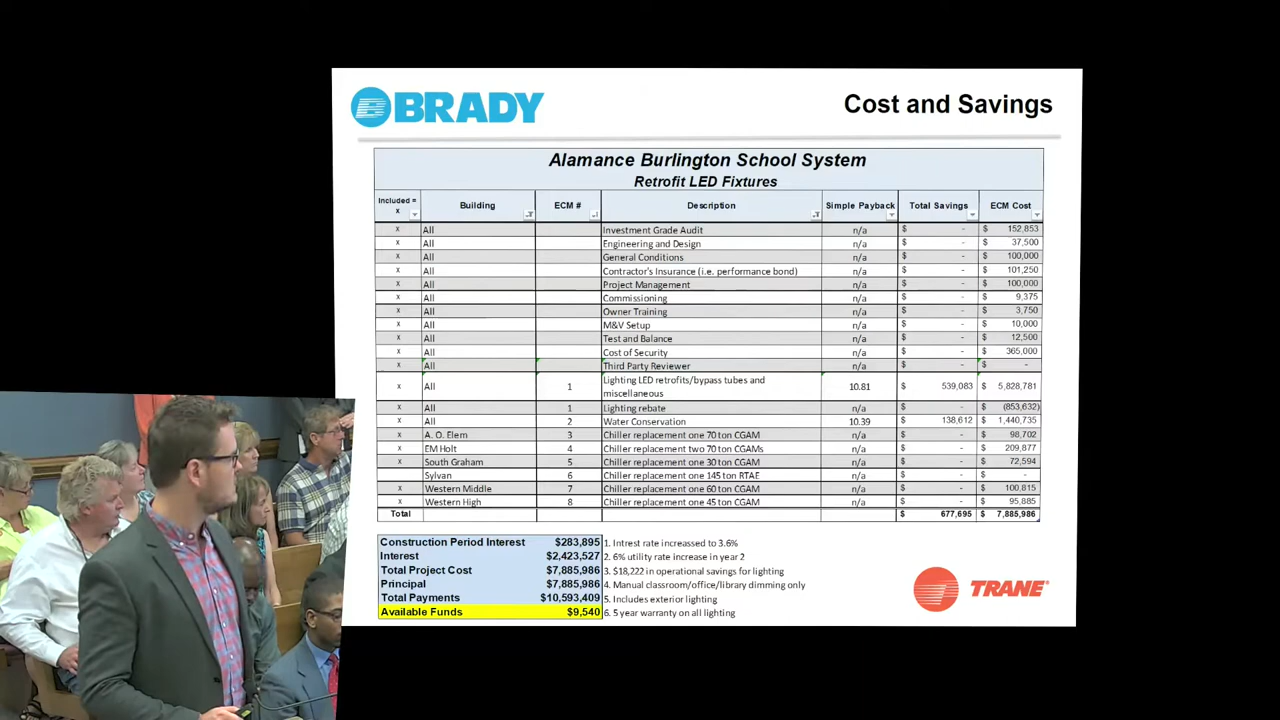 BRADY
Cost and Savings
Alamance Burlington School System
Retrofit LED Fixtures
Included = x Building ECM # Description Simple Payback Total Savings ECM Cost
x All Investment Grade Audit n/a $ - $ 152,853
x All Engineering and Design n/a $ - $ 37,500
x All General Conditions n/a $ - $ 100,000
x All Contractor's Insurance (i.e. performance bond) n/a $ - $ 101,250
x All Project Management n/a $ - $ 100,000
x All Commissioning n/a $ - $ 9,375
x All Owner Training n/a $ - $ 3,750
x All M&V Setup n/a $ - $ 10,000
x All Test and Balance n/a $ - $ 12,500
x All Cost of Security n/a $ - $ 365,000
x All Third Party Reviewer n/a $ - $ -
x All 1 Lighting LED retrofits/bypass tubes and miscellaneous 10.81 $ 539,083 $ 5,828,781
x All 1 Lighting rebate n/a $ - $ (853,632)
x All 2 Water Conservation 10.39 $ 138,612 $ 1,440,735
x A. O. Elem 3 Chiller replacement one 70 ton CGAM n/a $ - $ 98,702
x EM Holt 4 Chiller replacement two 70 ton CGAMs n/a $ - $ 209,877
x South Graham 5 Chiller replacement one 30 ton CGAM n/a $ - $ 72,594
Sylvan 6 Chiller replacement one 145 ton RTAE n/a $ - $ -
x Western Middle 7 Chiller replacement one 60 ton CGAM n/a $ - $ 100,815
x Western High 8 Chiller replacement one 45 ton CGAM n/a $ - $ 95,885
Total $ 677,695 $ 7,885,986
Construction Period Interest $283,895
Interest $2,423,527
Total Project Cost $7,885,986
Principal $7,885,986
Total Payments $10,593,409
Available Funds $9,540
1. Intrest rate increassed to 3.6%
2. 6% utility rate increase in year 2
3. $18,222 in operational savings for lighting
4. Manual classroom/office/library dimming only
5. Includes exterior lighting
6. 5 year warranty on all lighting
TRANE